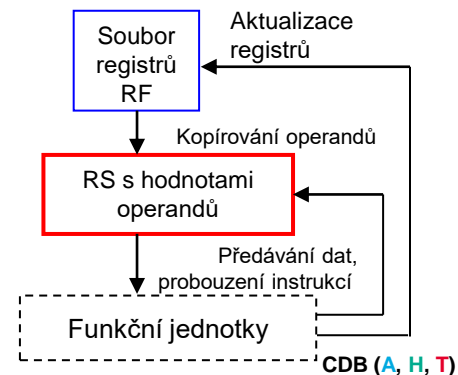 Soubor
registrů
RF
Aktualizace
registrů
Kopírování operandů
RS s hodnotami
operandů
Předávání dat,
probouzení instrukcí
Funkční jednotky
CDB (A, H, T)